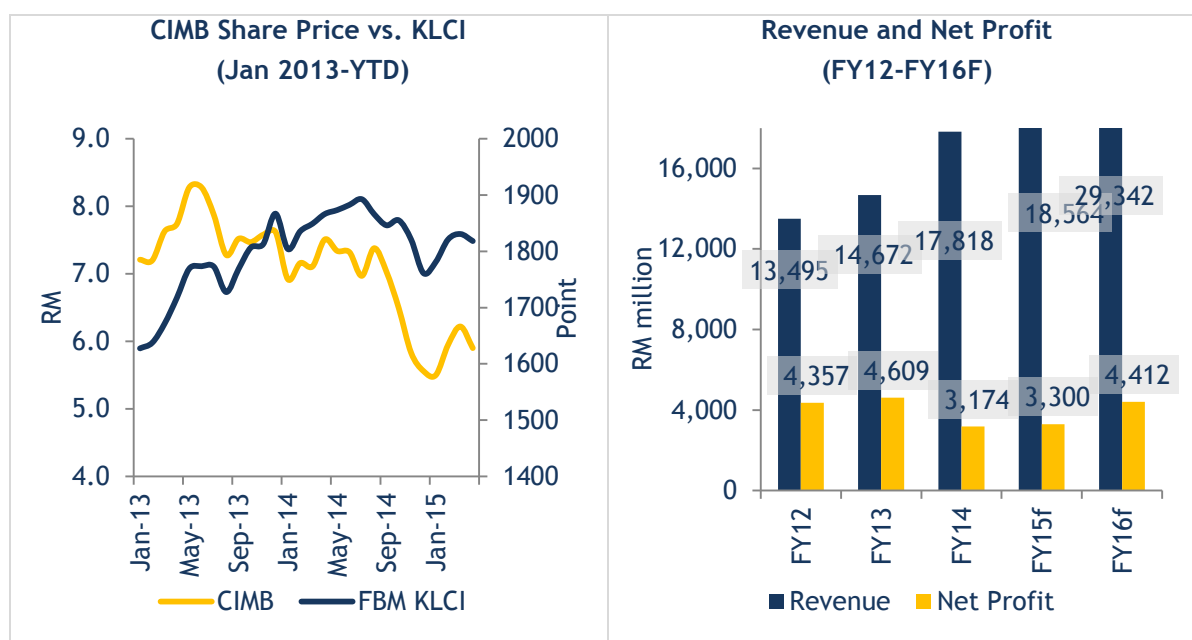 CIMB Share Price vs. KLCI
(Jan 2013-YTD)
9.0
8.0
7.0
6.0
5.0
4.0
RM
2000
1900
1800
1700
1600
1500
1400
Point
Jan-13
May-13
Sep-13
Jan-14
May-14
Sep-14
Jan-15
CIMB
FBM KLCI
Revenue and Net Profit
(FY12-FY16F)
16,000
12,000
8,000
4,000
0
RM million
13,495
14,672
17,818
18,564
29,342
4,357
4,609
3,174
3,300
4,412
FY12
FY13
FY14
FY15f
FY16f
Revenue
Net Profit